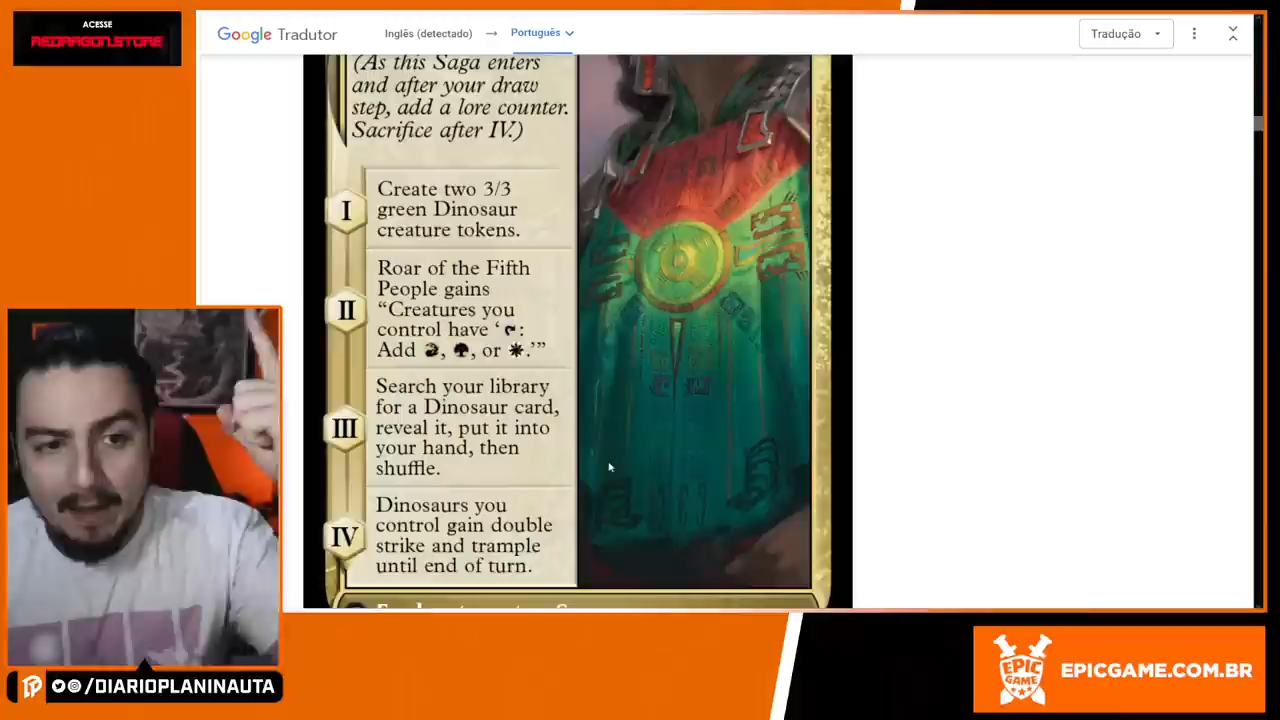 ACESSE
REDRAGON.STORE
Google Tradutor
Inglês (detectado)
Português
Tradução
(As this Saga enters
and after your draw
step, add a lore counter.
Sacrifice after IV.)
I
Create two 3/3
green Dinosaur
creature tokens.
II
Roar of the Fifth
People gains
“Creatures you
control have ‘ :
Add , , or .’”
III
Search your library
for a Dinosaur card,
reveal it, put it into
your hand, then
shuffle.
IV
Dinosaurs you
control gain double
strike and trample
until end of turn.
/DIARIOPLANINAUTA
EPIC
GAME
EPICGAME.COM.BR